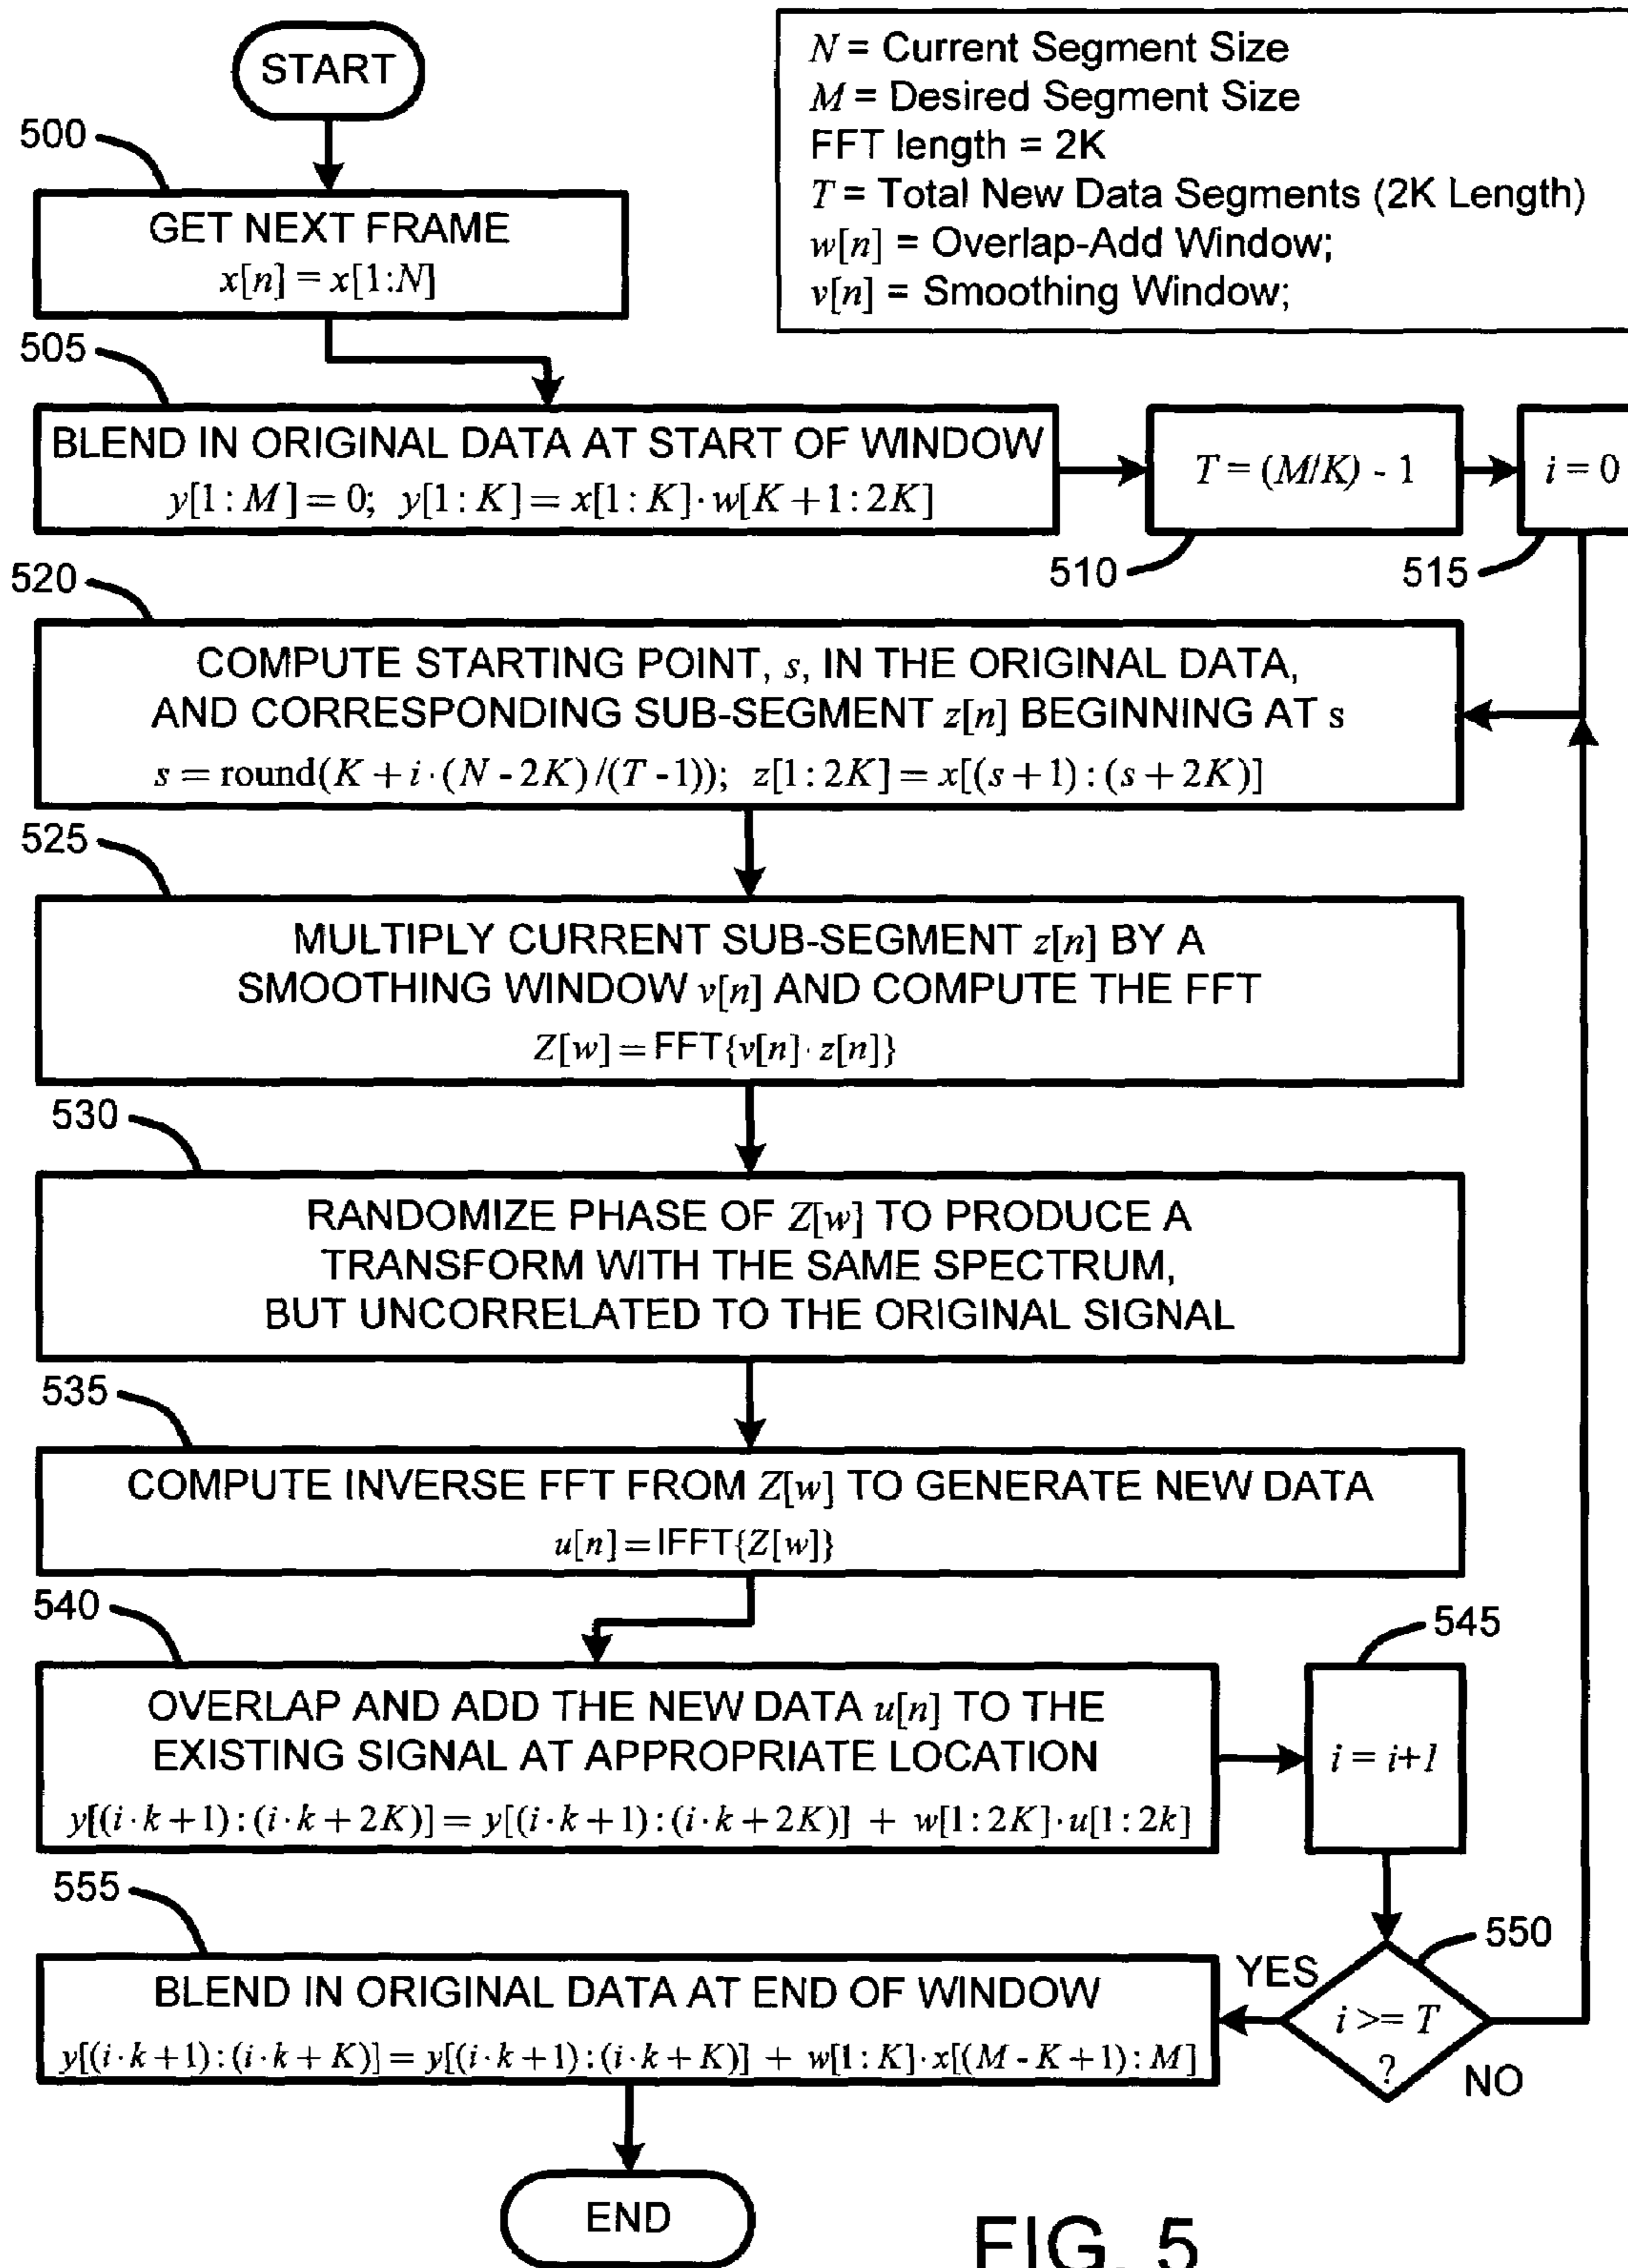 START
N = Current Segment Size
M = Desired Segment Size
FFT length = 2K
T = Total New Data Segments (2K Length)
w[n] = Overlap-Add Window;
v[n] = Smoothing Window;
500
GET NEXT FRAME
x[n] = x[1:N]
505
BLEND IN ORIGINAL DATA AT START OF WINDOW
y[1:M] = 0; y[1:K] = x[1:K]·w[K+1:2K]
T = (M/K) - 1
i = 0
510
515
520
COMPUTE STARTING POINT, s, IN THE ORIGINAL DATA,
AND CORRESPONDING SUB-SEGMENT z[n] BEGINNING AT s
s = round(K + i·(N - 2K)/(T - 1)); z[1:2K] = x[(s+1):(s+2K)]
525
MULTIPLY CURRENT SUB-SEGMENT z[n] BY A
SMOOTHING WINDOW v[n] AND COMPUTE THE FFT
Z[w] = FFT{v[n]·z[n]}
530
RANDOMIZE PHASE OF Z[w] TO PRODUCE A
TRANSFORM WITH THE SAME SPECTRUM,
BUT UNCORRELATED TO THE ORIGINAL SIGNAL
535
COMPUTE INVERSE FFT FROM Z[w] TO GENERATE NEW DATA
u[n] = IFFT{Z[w]}
540
545
OVERLAP AND ADD THE NEW DATA u[n] TO THE
EXISTING SIGNAL AT APPROPRIATE LOCATION
y[(i·k+1):(i·k+2K)] = y[(i·k+1):(i·k+2K)] + w[1:2K]·u[1:2k]
i = i+1
555
550
BLEND IN ORIGINAL DATA AT END OF WINDOW
y[(i·k+1):(i·k+K)] = y[(i·k+1):(i·k+K)] + w[1:K]·x[(M-K+1):M]
YES
i >= T
?
NO
END
FIG. 5